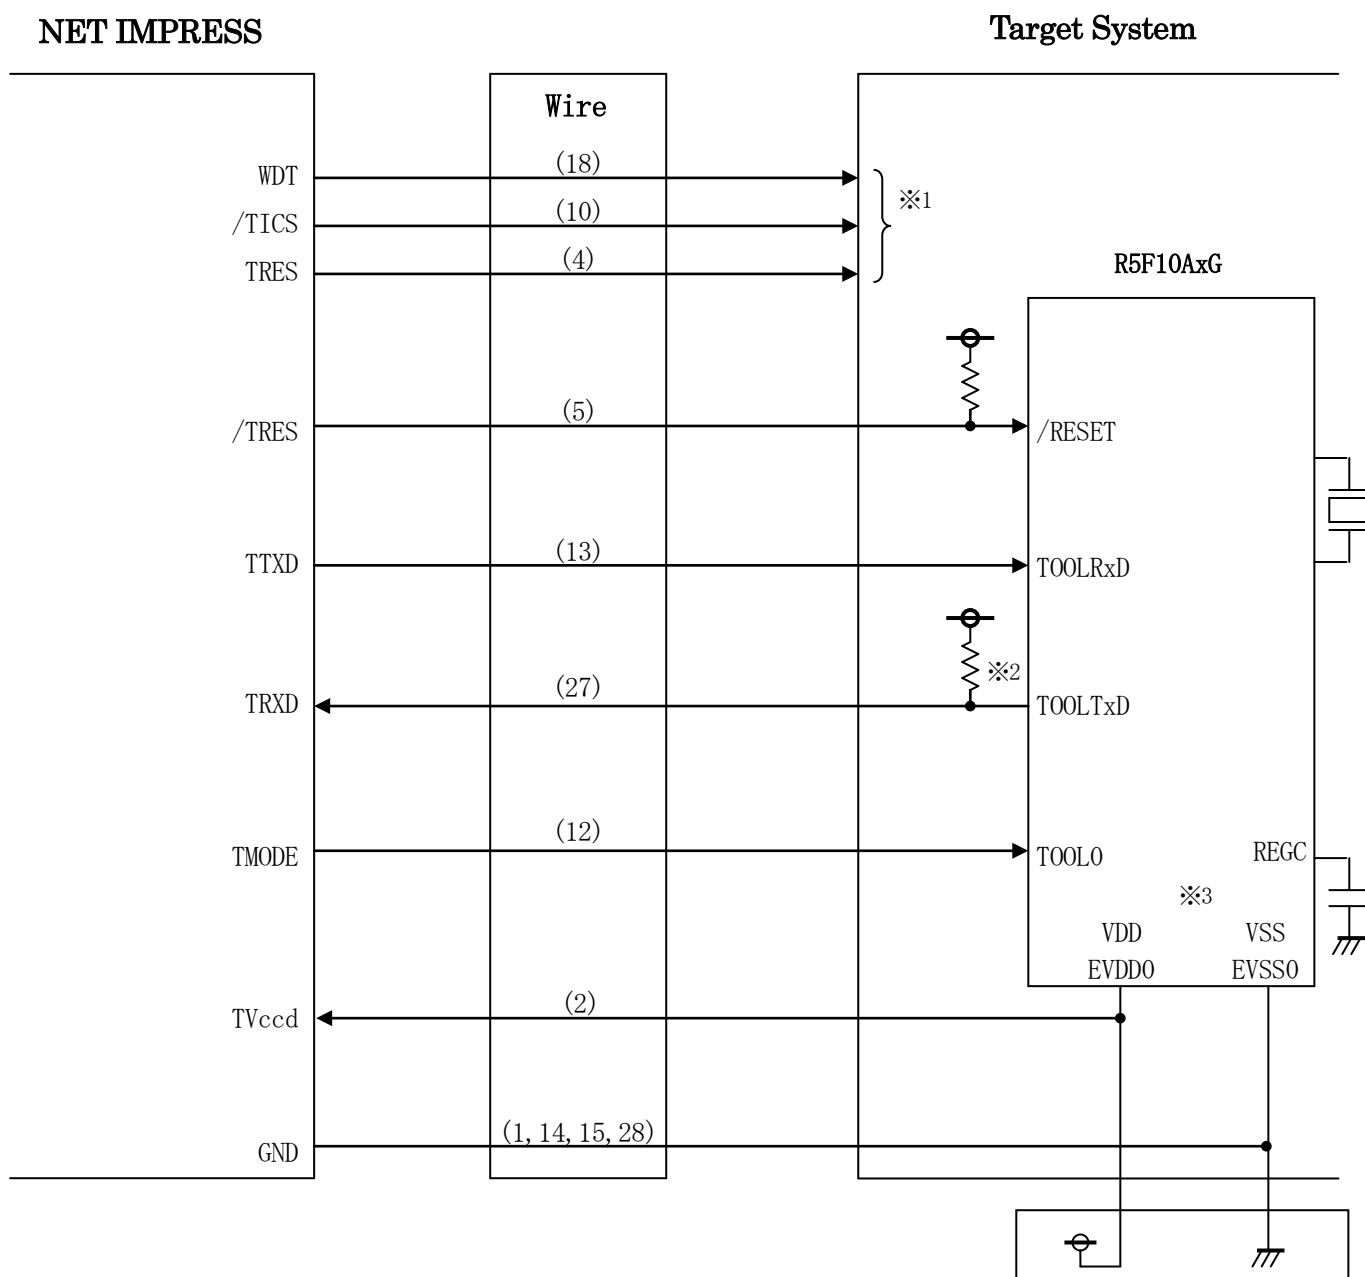 NET IMPRESS
Target System
Wire
WDT
(18)
※1
/TICS
(10)
TRES
(4)
R5F10AxG
/TRES
(5)
/RESET
TTXD
(13)
TOOLRxD
※2
TRXD
(27)
TOOLTxD
TMODE
(12)
TOOL0
REGC
※3
VDD
VSS
EVDD0
EVSS0
TVccd
(2)
GND
(1,14,15,28)